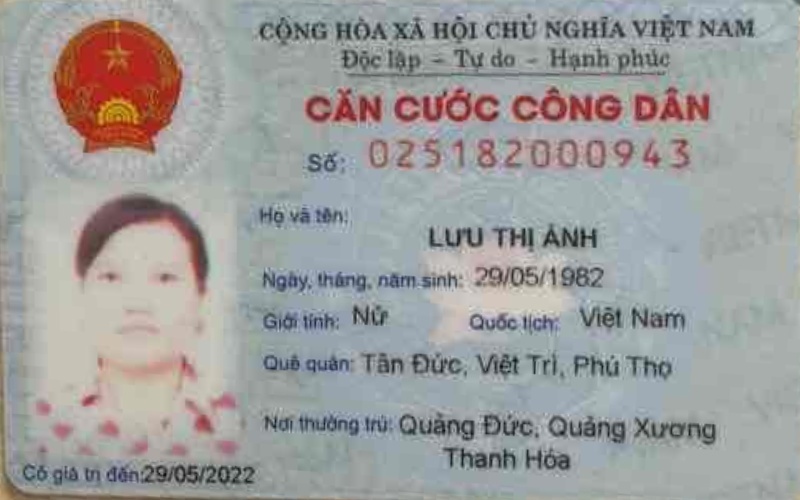 CỘNG HÒA XÃ HỘI CHỦ NGHĨA VIỆT NAM
Độc lập – Tự do – Hạnh phúc
CĂN CƯỚC CÔNG DÂN
Số: 025182000943
Họ và tên:
LƯU THỊ ÁNH
Ngày, tháng, năm sinh: 29/05/1982
Giới tính: Nữ Quốc tịch: Việt Nam
Quê quán: Tân Đức, Việt Trì, Phú Thọ
Nơi thường trú: Quảng Đức, Quảng Xương
Thanh Hóa
Có giá trị đến: 29/05/2022